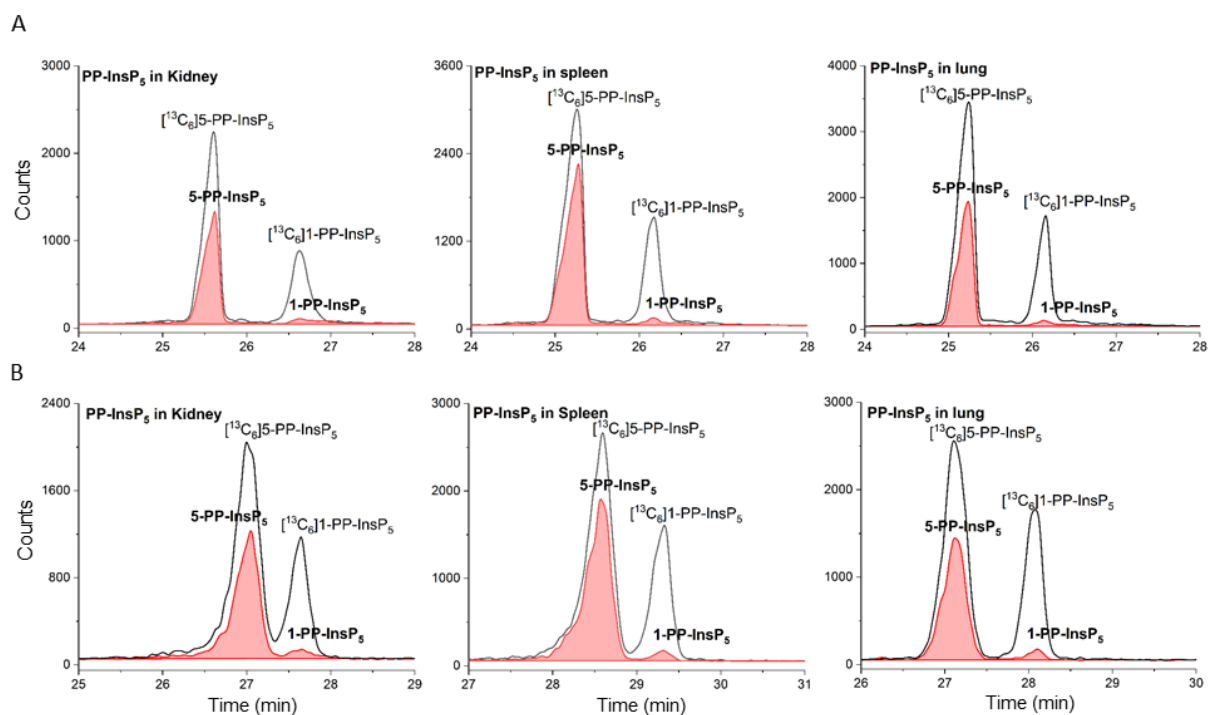 A
PP-InsP5 in Kidney
[13C6]5-PP-InsP5
5-PP-InsP5
[13C6]1-PP-InsP5
1-PP-InsP5
3000
2000
1000
0
24 25 26 27 28
Counts
PP-InsP5 in spleen
[13C6]5-PP-InsP5
5-PP-InsP5
[13C6]1-PP-InsP5
1-PP-InsP5
3600
2400
1200
0
24 25 26 27 28
PP-InsP5 in lung
[13C6]5-PP-InsP5
5-PP-InsP5
[13C6]1-PP-InsP5
1-PP-InsP5
4000
3000
2000
1000
0
24 25 26 27 28
B
PP-InsP5 in Kidney
[13C6]5-PP-InsP5
5-PP-InsP5
[13C6]1-PP-InsP5
1-PP-InsP5
2400
1600
800
0
25 26 27 28 29
Counts
Time (min)
PP-InsP5 in Spleen
[13C6]5-PP-InsP5
5-PP-InsP5
[13C6]1-PP-InsP5
1-PP-InsP5
3000
2000
1000
0
27 28 29 30 31
Time (min)
PP-InsP5 in lung
[13C6]5-PP-InsP5
5-PP-InsP5
[13C6]1-PP-InsP5
1-PP-InsP5
3000
2000
1000
0
26 27 28 29 30
Time (min)